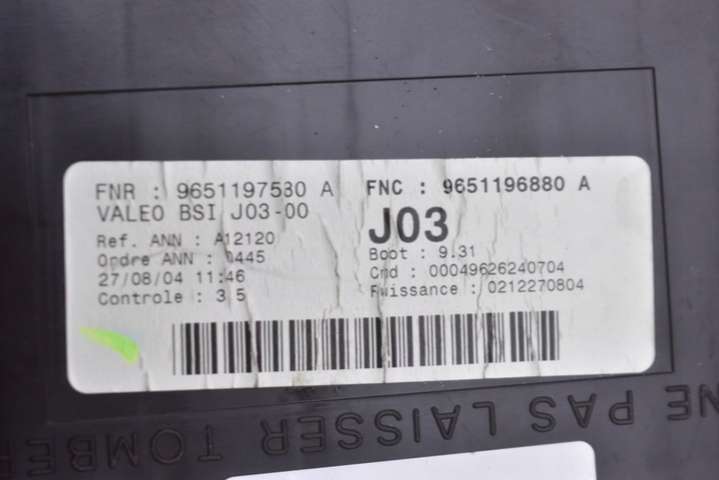 FNR : 9651197580 A FNC : 9651196880 A
VALEO BSI J03-00 J03
Ref. ANN : A12120 Boot : 9.31
Ordre ANN : 0445 Cmd : 00049626240704
27/08/04 11:46 Fwissance : 0212270804
Controle : 3.5
NE PAS LAISSER TOMBER